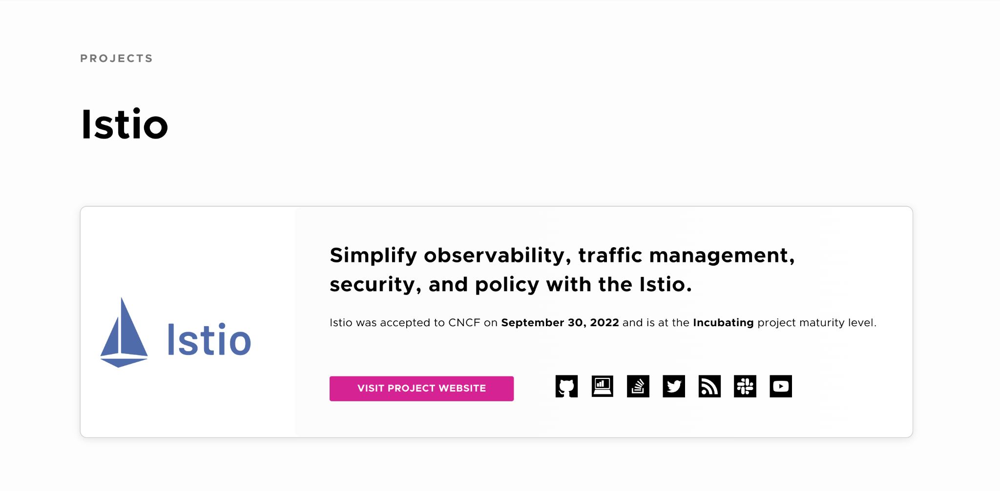 PROJECTS
Istio
Simplify observability, traffic management,
security, and policy with the Istio.
Istio
Istio was accepted to CNCF on September 30, 2022 and is at the Incubating project maturity level.
VISIT PROJECT WEBSITE